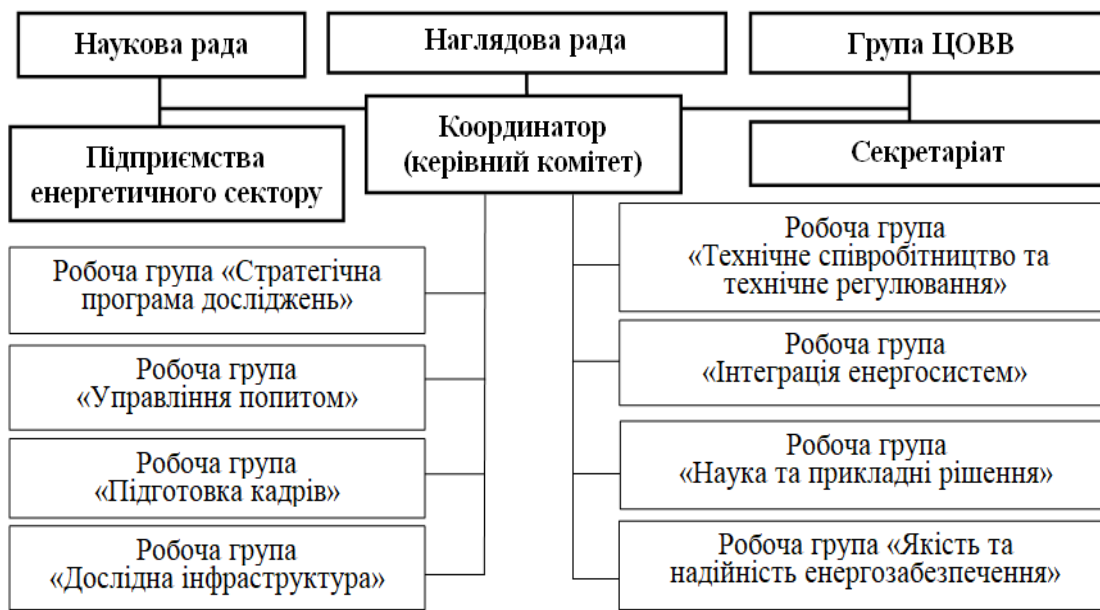 Наукова рада
Наглядова рада
Група ЦОВВ
Координатор
(керівний комітет)
Підприємства
енергетичного сектору
Секретаріат
Робоча група «Стратегічна
програма досліджень»
Робоча група
«Управління попитом»
Робоча група
«Підготовка кадрів»
Робоча група
«Дослідна інфраструктура»
Робоча група
«Технічне співробітництво та
технічне регулювання»
Робоча група
«Інтеграція енергосистем»
Робоча група
«Наука та прикладні рішення»
Робоча група «Якість та
надійність енергозабезпечення»